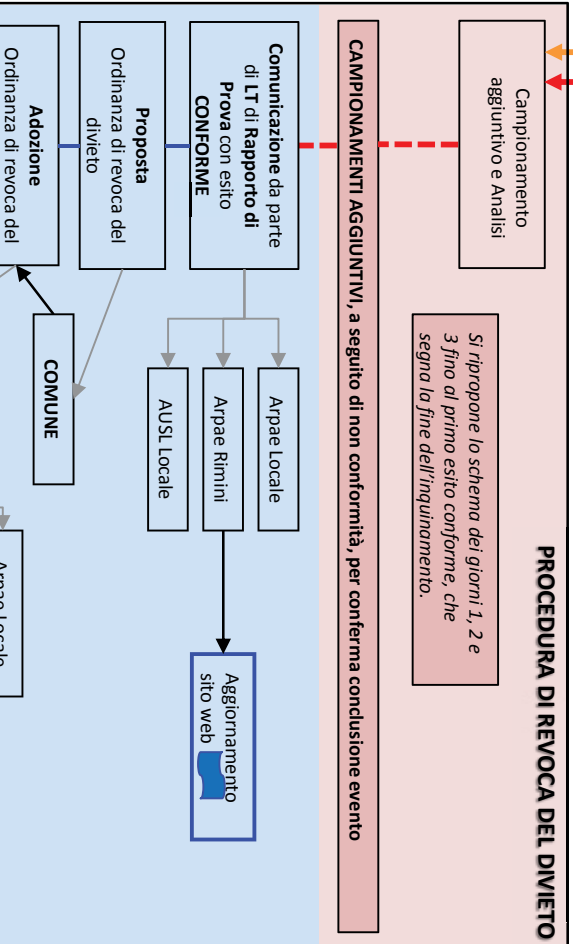 PROCEDURA DI REVOCA DEL DIVIETO
Campionamento
aggiuntivo e Analisi
Si ripropone lo schema dei giorni 1, 2 e
3 fino al primo esito conforme, che
segna la fine dell'inquinamento.
CAMPIONAMENTI AGGIUNTIVI, a seguito di non conformità, per conferma conclusione evento
Comunicazione da parte
di LT di Rapporto di
Prova con esito
CONFORME
Arpae Locale
Arpae Rimini
AUSL Locale
Aggiornamento
sito web
Proposta
Ordinanza di revoca del
divieto
COMUNE
Adozione
Ordinanza di revoca del
Arpae Locale